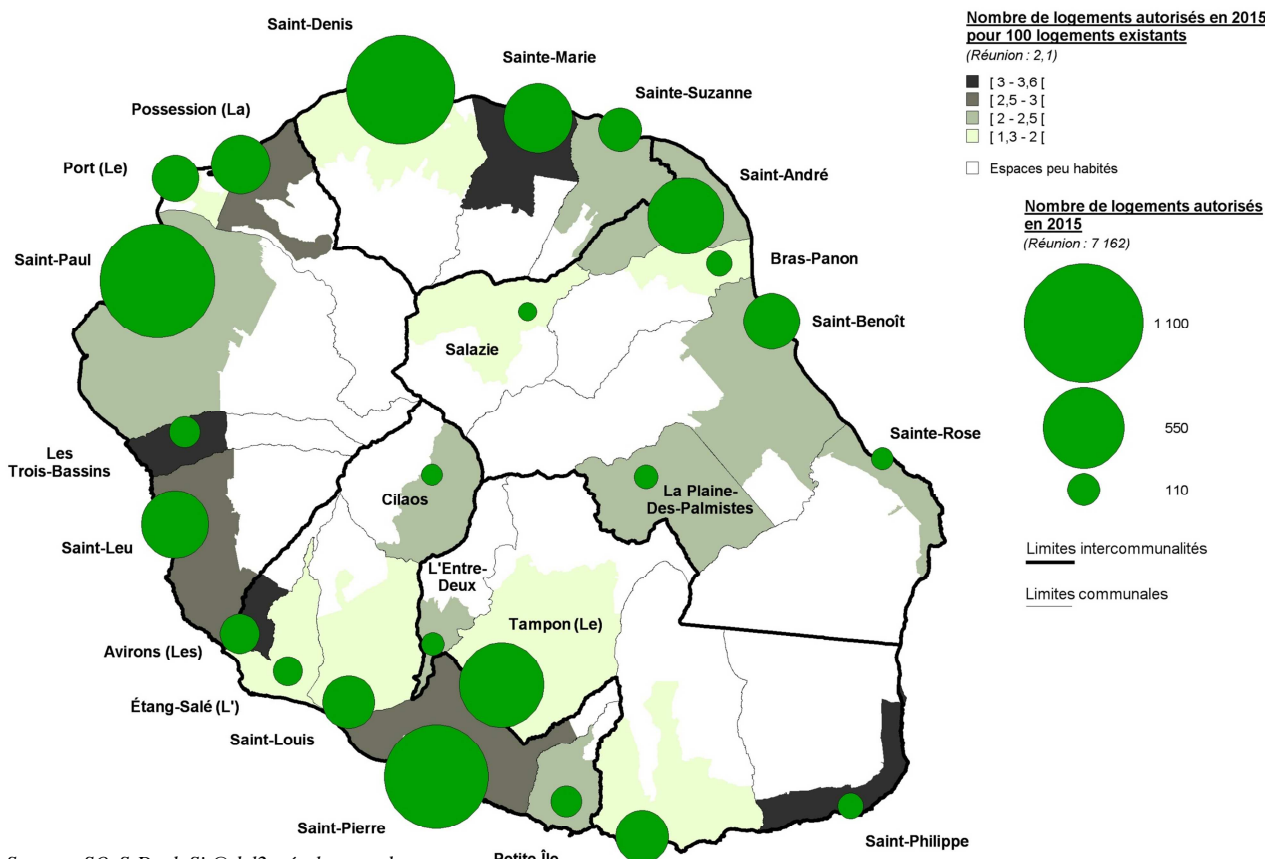 Saint-Denis
Sainte-Marie
Sainte-Suzanne
Possession (La)
Port (Le)
Saint-André
Saint-Paul
Bras-Panon
Saint-Benoît
Salazie
Les
Trois-Bassins
Sainte-Rose
Cilaos
La Plaine-
Des-Palmistes
Saint-Leu
L'Entre-
Deux
Tampon (Le)
Avirons (Les)
Étang-Salé (L')
Saint-Louis
Saint-Pierre
Petite Île
Saint-Philippe
Nombre de logements autorisés en 2015
pour 100 logements existants
(Réunion : 2,1)
[ 3 - 3,6 [
[ 2,5 - 3 [
[ 2 - 2,5 [
[ 1,3 - 2 [
Espaces peu habités
Nombre de logements autorisés
en 2015
(Réunion : 7 162)
1 100
550
110
Limites intercommunalités
Limites communales